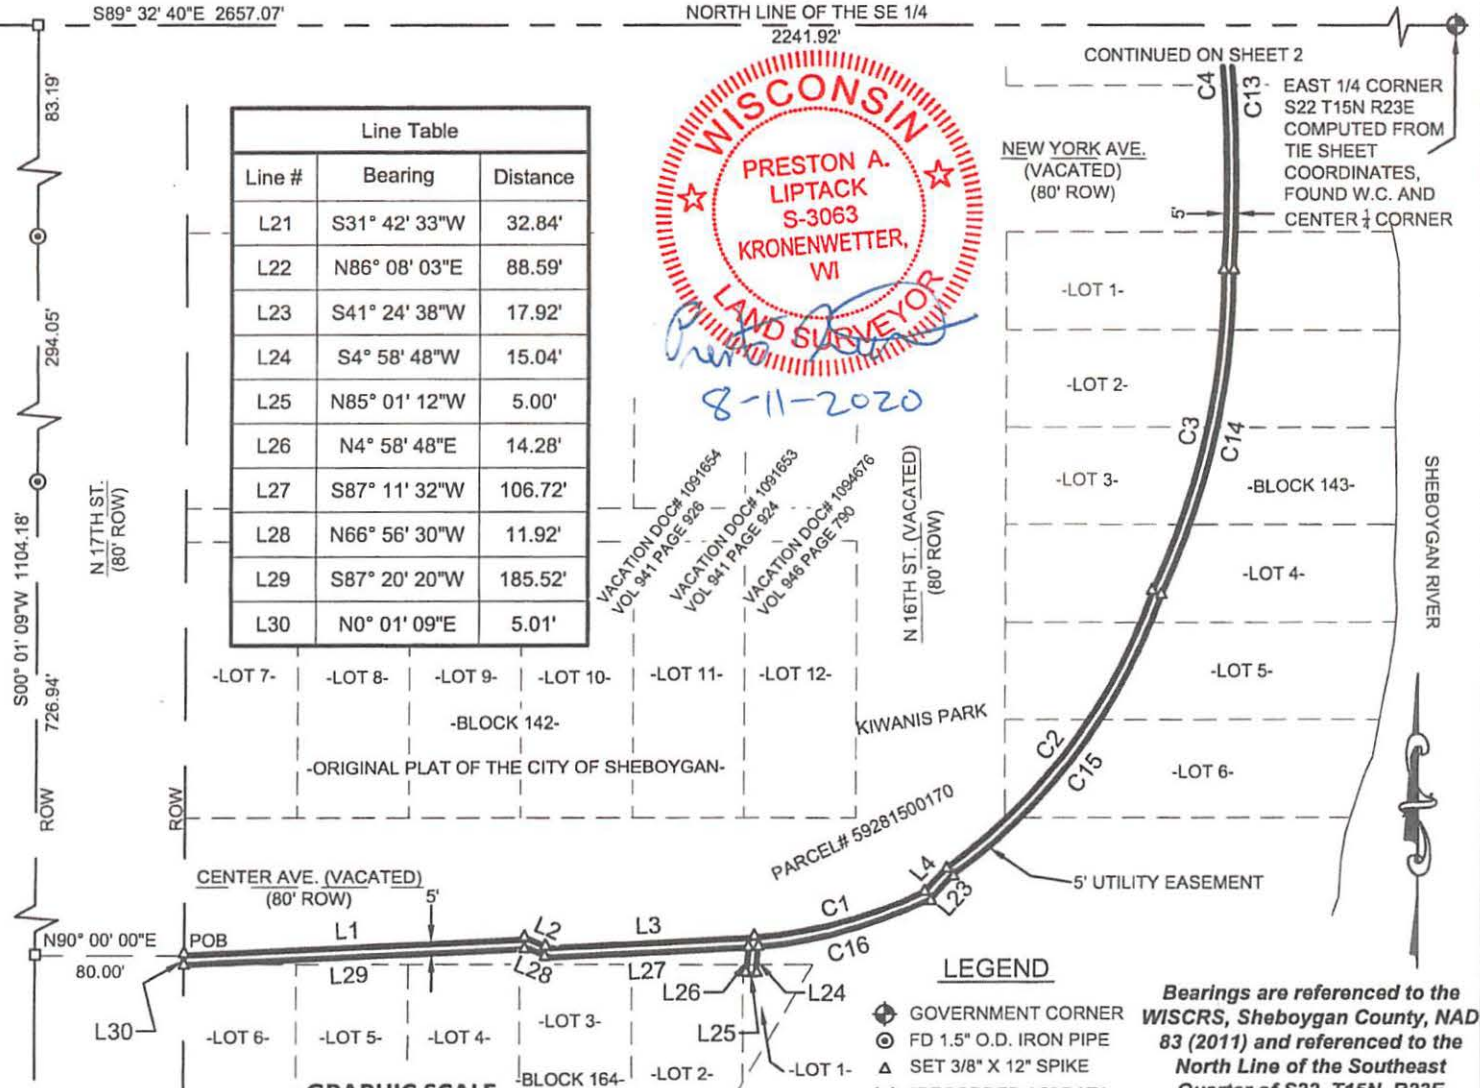 S89° 32' 40"E 2657.07'
NORTH LINE OF THE SE 1/4
2241.92'
CONTINUED ON SHEET 2
83.19'
294.05'
S00° 01' 09"W 1104.18'
726.94'
ROW
N 17TH ST.
(80' ROW)
ROW
Line Table
Line # Bearing Distance
L21 S31° 42' 33"W 32.84'
L22 N86° 08' 03"E 88.59'
L23 S41° 24' 38"W 17.92'
L24 S4° 58' 48"W 15.04'
L25 N85° 01' 12"W 5.00'
L26 N4° 58' 48"E 14.28'
L27 S87° 11' 32"W 106.72'
L28 N66° 56' 30"W 11.92'
L29 S87° 20' 20"W 185.52'
L30 N0° 01' 09"E 5.01'
WISCONSIN
PRESTON A.
LIPTACK
S-3063
KRONENWETTER,
WI
LAND SURVEYOR
8-11-2020
C4
C13
EAST 1/4 CORNER
S22 T15N R23E
COMPUTED FROM
TIE SHEET
COORDINATES,
FOUND W.C. AND
CENTER 1/4 CORNER
NEW YORK AVE.
(VACATED)
(80' ROW)
5'
-LOT 1-
-LOT 2-
C3
C14
-LOT 3-
-BLOCK 143-
-LOT 4-
-LOT 5-
-LOT 6-
SHEBOYGAN RIVER
VACATION DOC# 1091654
VOL 941 PAGE 926
VACATION DOC# 1091653
VOL 941 PAGE 924
VACATION DOC# 1094676
VOL 946 PAGE 790
N 16TH ST. (VACATED)
(80' ROW)
-LOT 7-
-LOT 8-
-LOT 9-
-LOT 10-
-LOT 11-
-LOT 12-
-BLOCK 142-
-ORIGINAL PLAT OF THE CITY OF SHEBOYGAN-
KIWANIS PARK
C2
C15
PARCEL# 59281500170
L4
L23
5' UTILITY EASEMENT
CENTER AVE. (VACATED)
(80' ROW)
5'
N90° 00' 00"E
80.00'
POB
L1
L2
L3
C1
C16
L29
L28
L27
L26
L24
L25
L30
-LOT 6-
-LOT 5-
-LOT 4-
-LOT 3-
-BLOCK 164-
-LOT 2-
-LOT 1-
GRAPHIC SCALE
LEGEND
GOVERNMENT CORNER
FD 1.5" O.D. IRON PIPE
SET 3/8" X 12" SPIKE
Bearings are referenced to the
WISCRS, Sheboygan County, NAD
83 (2011) and referenced to the
North Line of the Southeast
Quarter of S22, T15N, R23E